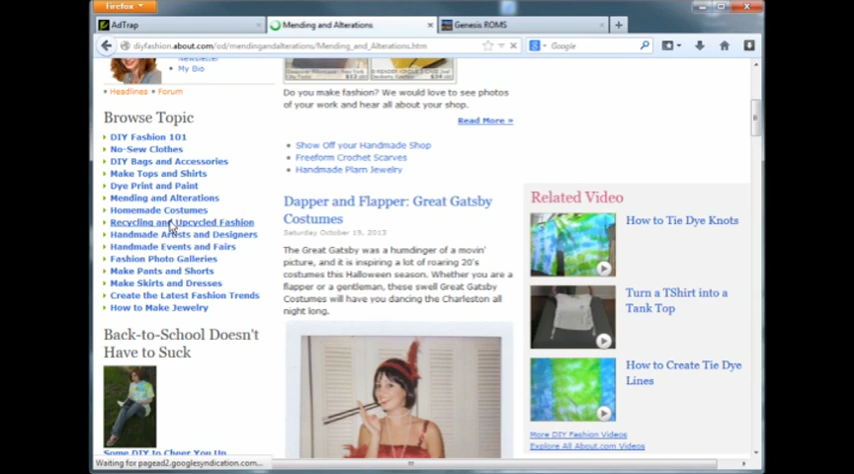 Firefox
AdTrap
Mending and Alterations
Genesis ROMS
diyfashion.about.com/od/mendingandalterations/Mending_and_Alterations.htm
Google
Newsletter
My Bio
Headlines
Forum
Browse Topic
DIY Fashion 101
No-Sew Clothes
DIY Bags and Accessories
Make Tops and Shirts
Dye Print and Paint
Mending and Alterations
Homemade Costumes
Recycling and Upcycled Fashion
Handmade Artists and Designers
Handmade Events and Fairs
Fashion Photo Galleries
Make Pants and Shorts
Make Skirts and Dresses
Create the Latest Fashion Trends
How to Make Jewelry
Back-to-School Doesn't
Have to Suck
Some DIY to Cheer You Up
Waiting for pagead2.googlesyndication.com...
Do you make fashion? We would love to see photos
of your work and hear all about your shop.
Read More »
Show Off your Handmade Shop
Freeform Crochet Scarves
Handmade Plarn Jewelry
Dapper and Flapper: Great Gatsby
Costumes
Saturday October 19, 2013
The Great Gatsby was a humdinger of a movin'
picture, and it is inspiring a lot of roaring 20's
costumes this Halloween season. Whether you are a
flapper or a gentleman, these swell Great Gatsby
Costumes will have you dancing the Charleston all
night long.
Related Video
How to Tie Dye Knots
Turn a TShirt into a
Tank Top
How to Create Tie Dye
Lines
More DIY Fashion Videos
Explore All About.com Videos